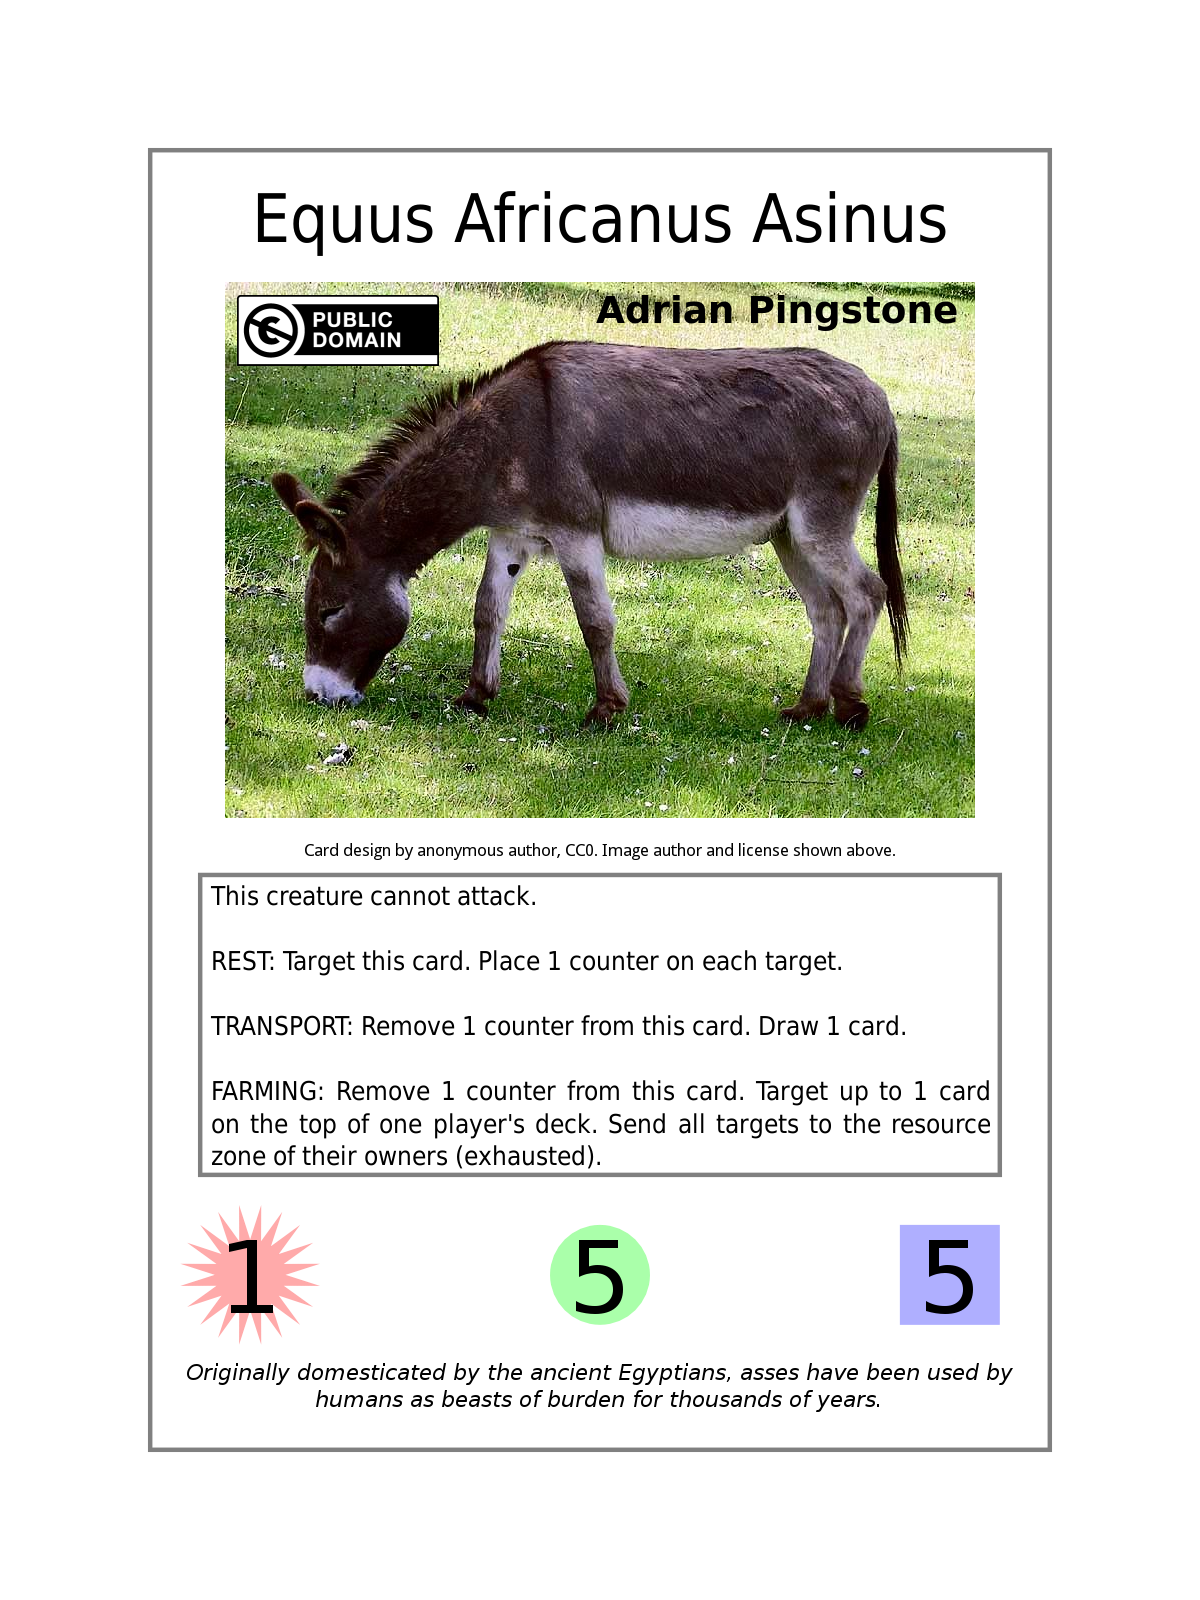 Equus Africanus Asinus
PUBLIC
DOMAIN
Adrian Pingstone
Card design by anonymous author, CC0. Image author and license shown above.
This creature cannot attack.
REST: Target this card. Place 1 counter on each target.
TRANSPORT: Remove 1 counter from this card. Draw 1 card.
FARMING: Remove 1 counter from this card. Target up to 1 card
on the top of one player's deck. Send all targets to the resource
zone of their owners (exhausted).
1
5
5
Originally domesticated by the ancient Egyptians, asses have been used by
humans as beasts of burden for thousands of years.